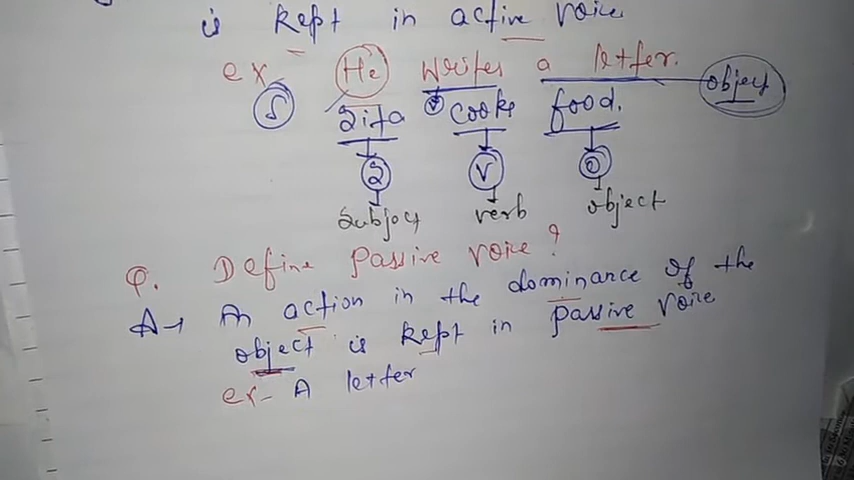 is kept in active voice
ex He writes a letter. object
S Sita V cooks food.
S V O
Subject verb object
Q. Define passive voice?
A→ An action in the dominance of the
object is kept in passive voice
ex- A letter